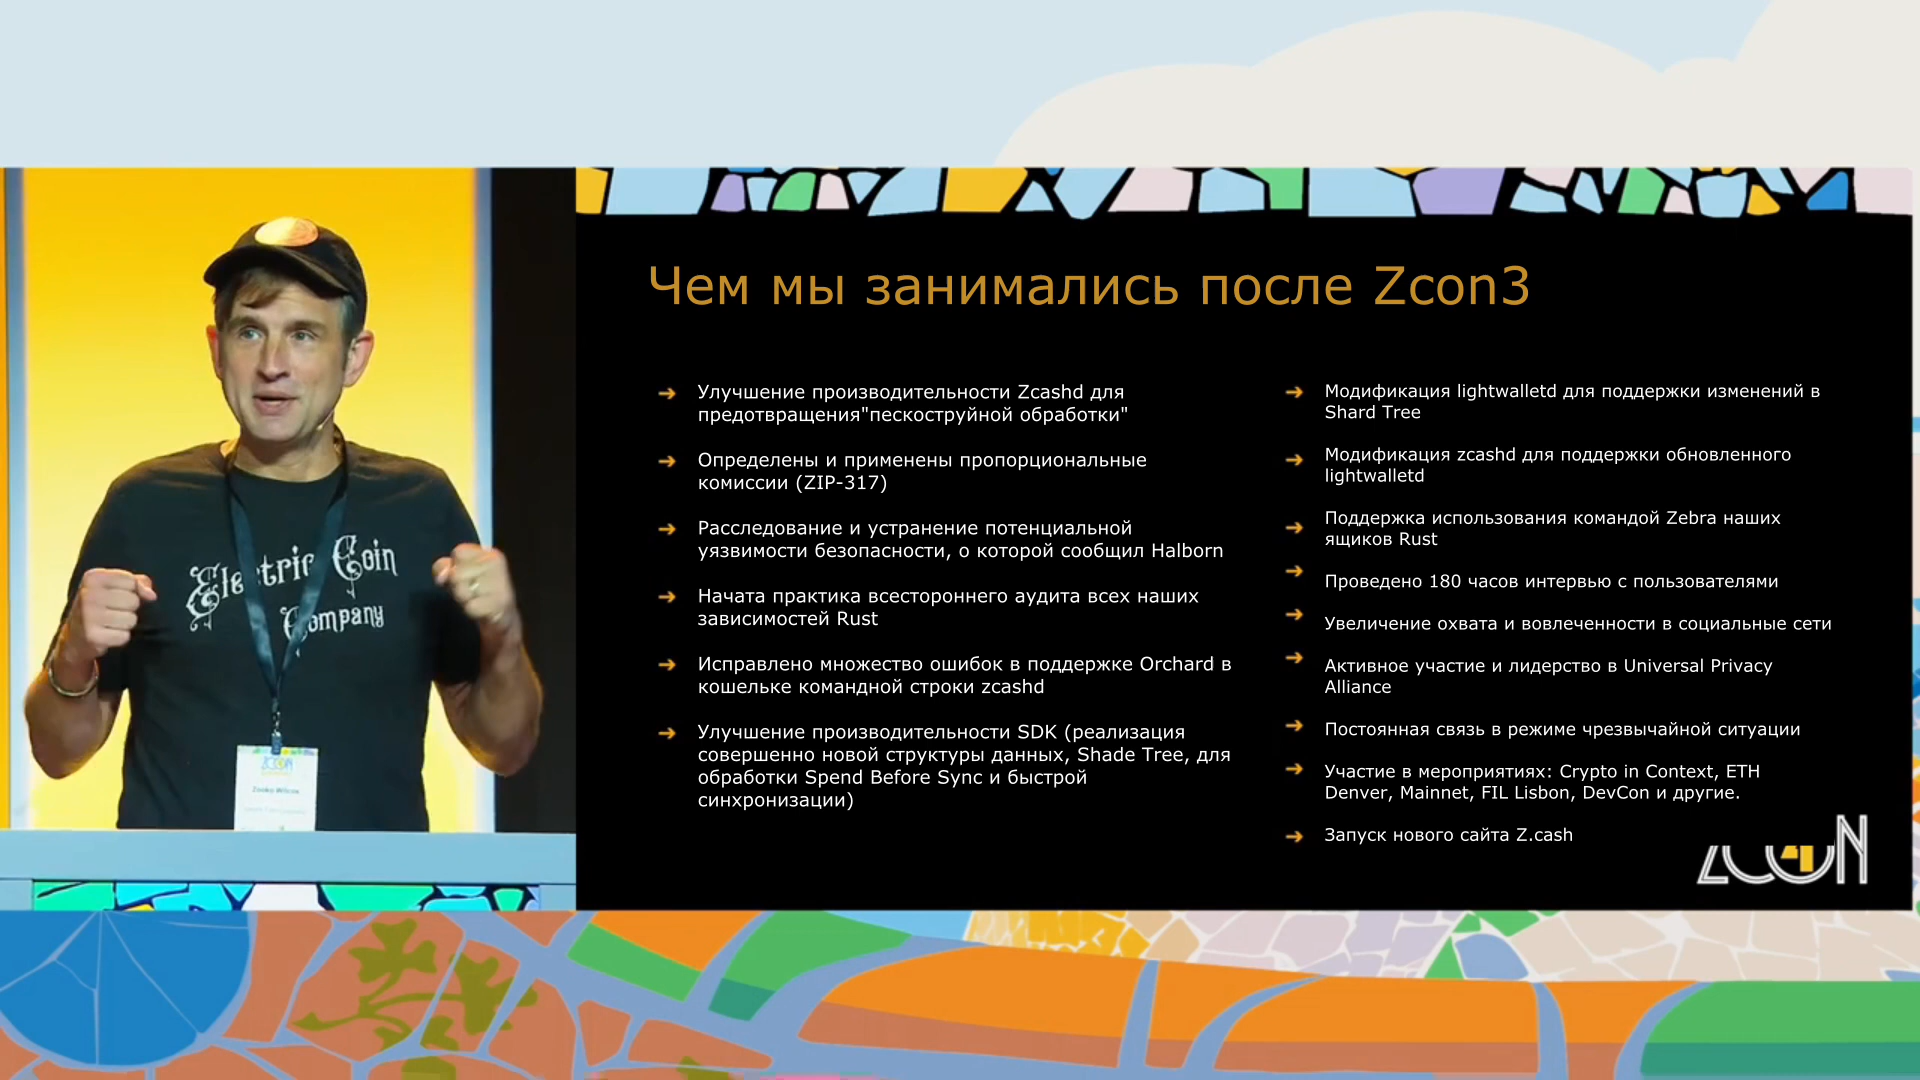 Electric Coin
Company
ZCON
Zooko Wilcox
Чем мы занимались после Zcon3
Улучшение производительности Zcashd для
предотвращения"пескоструйной обработки"
Определены и применены пропорциональные
комиссии (ZIP-317)
Расследование и устранение потенциальной
уязвимости безопасности, о которой сообщил Halborn
Начата практика всестороннего аудита всех наших
зависимостей Rust
Исправлено множество ошибок в поддержке Orchard в
кошельке командной строки zcashd
Улучшение производительности SDK (реализация
совершенно новой структуры данных, Shade Tree, для
обработки Spend Before Sync и быстрой
синхронизации)
Модификация lightwalletd для поддержки изменений в
Shard Tree
Модификация zcashd для поддержки обновленного
lightwalletd
Поддержка использования командой Zebra наших
ящиков Rust
Проведено 180 часов интервью с пользователями
Увеличение охвата и вовлеченности в социальные сети
Активное участие и лидерство в Universal Privacy
Alliance
Постоянная связь в режиме чрезвычайной ситуации
Участие в мероприятиях: Crypto in Context, ETH
Denver, Mainnet, FIL Lisbon, DevCon и другие.
Запуск нового сайта Z.cash
ZCON4